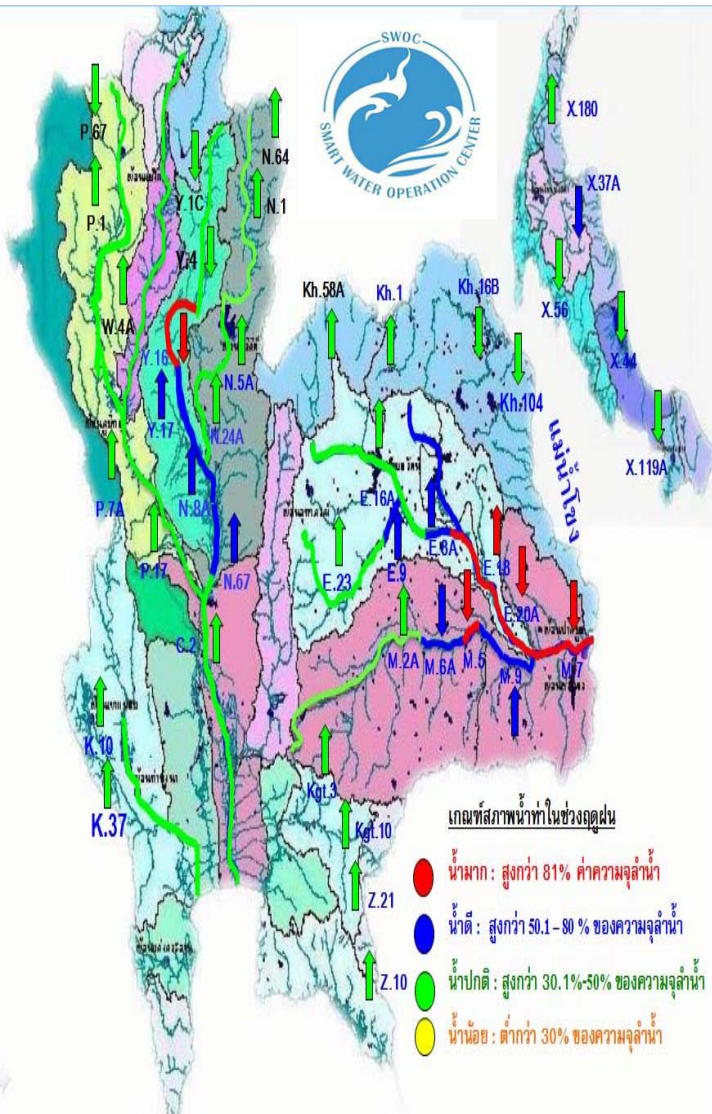 SWOC
SMART WATER OPERATION CENTER
P.67
N.64
X.180
Y.1C
N.1
X.37A
P.1
Y.4
Kh.58A
Kh.1
Kh.16B
X.56
W.4A
X.44
Y.16
N.5A
Kh.104
แม่น้ำโขง
Y.17
N.24A
X.119A
P.7A
N.8A
E.16A
P.17
N.67
E.23
E.9
E.8A
E.18
E.20A
C.2
M.2A
M.6A
M.5
M.9
M.7
K.10
Kgt.3
K.37
Kgt.10
Z.21
Z.10
เกณฑ์สภาพน้ำท่าในช่วงฤดูฝน
น้ำมาก : สูงกว่า 81% ค่าความจุลำน้ำ
น้ำดี : สูงกว่า 50.1 – 80 % ของความจุลำน้ำ
น้ำปกติ : สูงกว่า 30.1%-50% ของความจุลำน้ำ
น้ำน้อย : ต่ำกว่า 30% ของความจุลำน้ำ